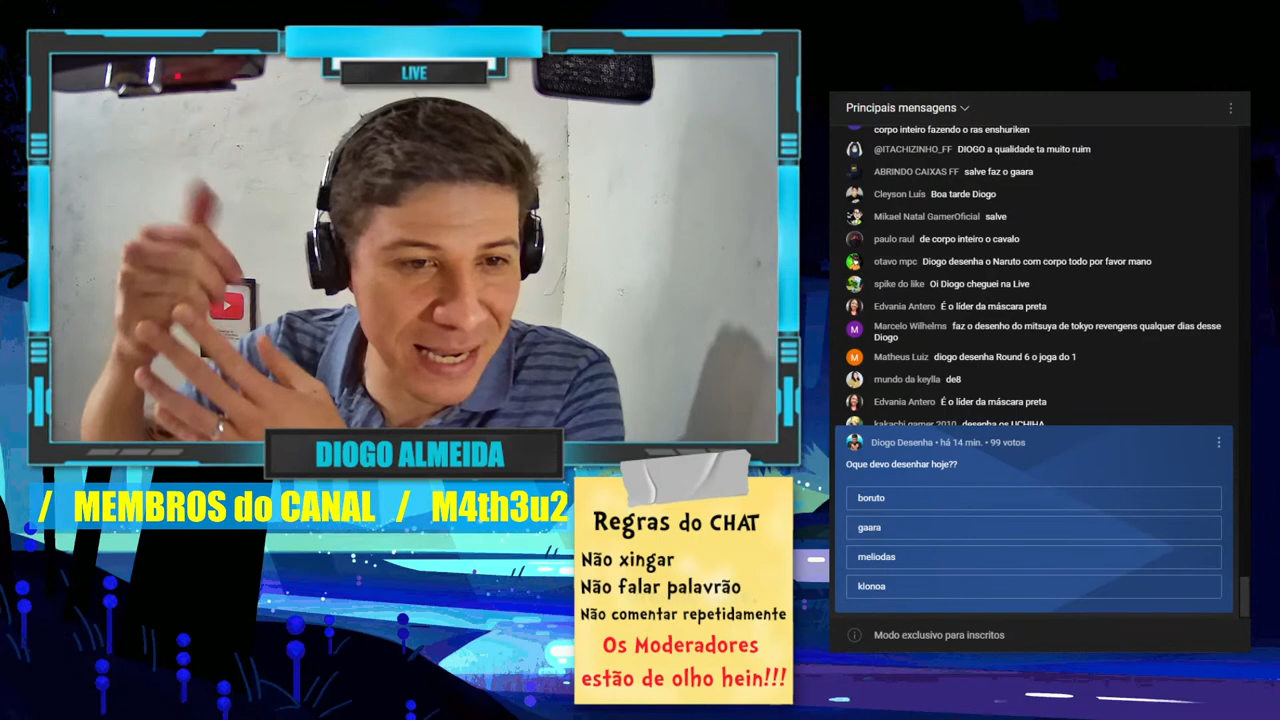 LIVE
DIOGO ALMEIDA
/ MEMBROS do CANAL / M4th3u2
Regras do CHAT
Não xingar
Não falar palavrão
Não comentar repetidamente
Os Moderadores
estão de olho hein!!!
Principais mensagens
corpo inteiro fazendo o ras enshuriken
@ITACHIZINHO_FF DIOGO a qualidade ta muito ruim
ABRINDO CAIXAS FF salve faz o gaara
Cleyson Luís Boa tarde Diogo
Mikael Natal GamerOficial salve
paulo raul de corpo inteiro o cavalo
otavo mpc Diogo desenha o Naruto com corpo todo por favor mano
spike do like Oi Diogo cheguei na Live
Edvania Antero É o líder da máscara preta
M Marcelo Wilhelms faz o desenho do mitsuya de tokyo revengens qualquer dias desse
Diogo
M Matheus Luiz diogo desenha Round 6 o joga do 1
mundo da keylla de8
Edvania Antero É o líder da máscara preta
kakachi gamer 2010 desenha os UCHIHA
Diogo Desenha • há 14 min. • 99 votos
Oque devo desenhar hoje??
boruto
gaara
meliodas
klonoa
Modo exclusivo para inscritos